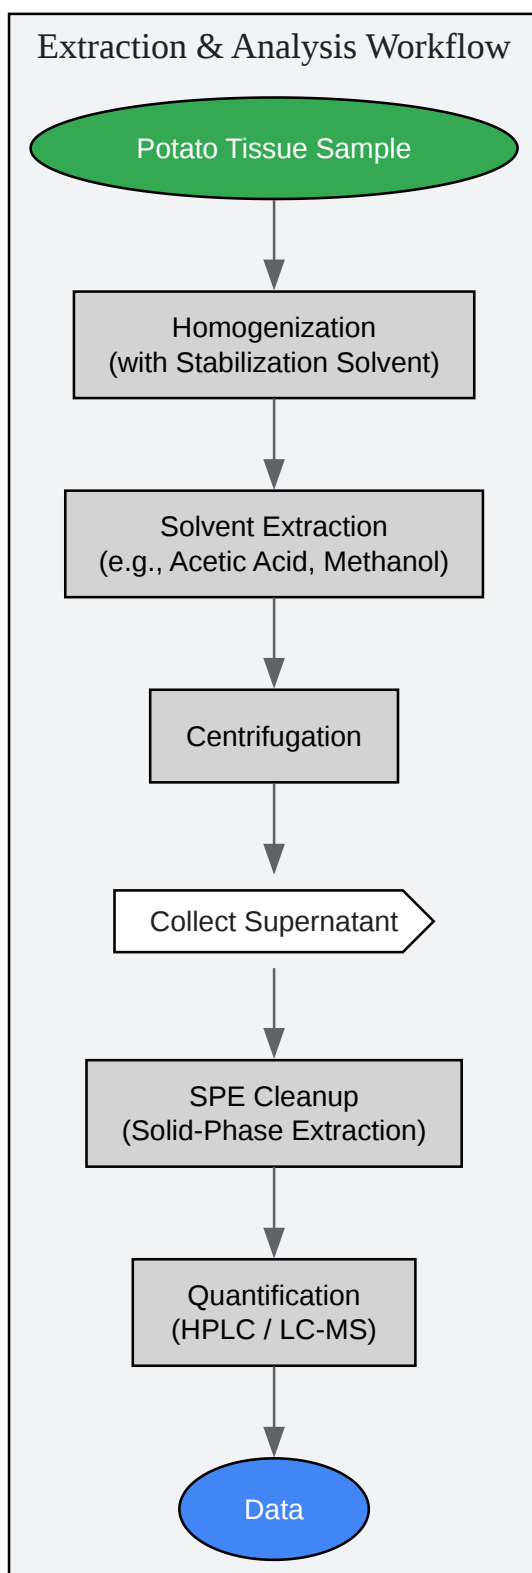 Extraction & Analysis Workflow
Potato Tissue Sample
Homogenization
(with Stabilization Solvent)
Solvent Extraction
(e.g., Acetic Acid, Methanol)
Centrifugation
Collect Supernatant
SPE Cleanup
(Solid-Phase Extraction)
Quantification
(HPLC / LC-MS)
Data